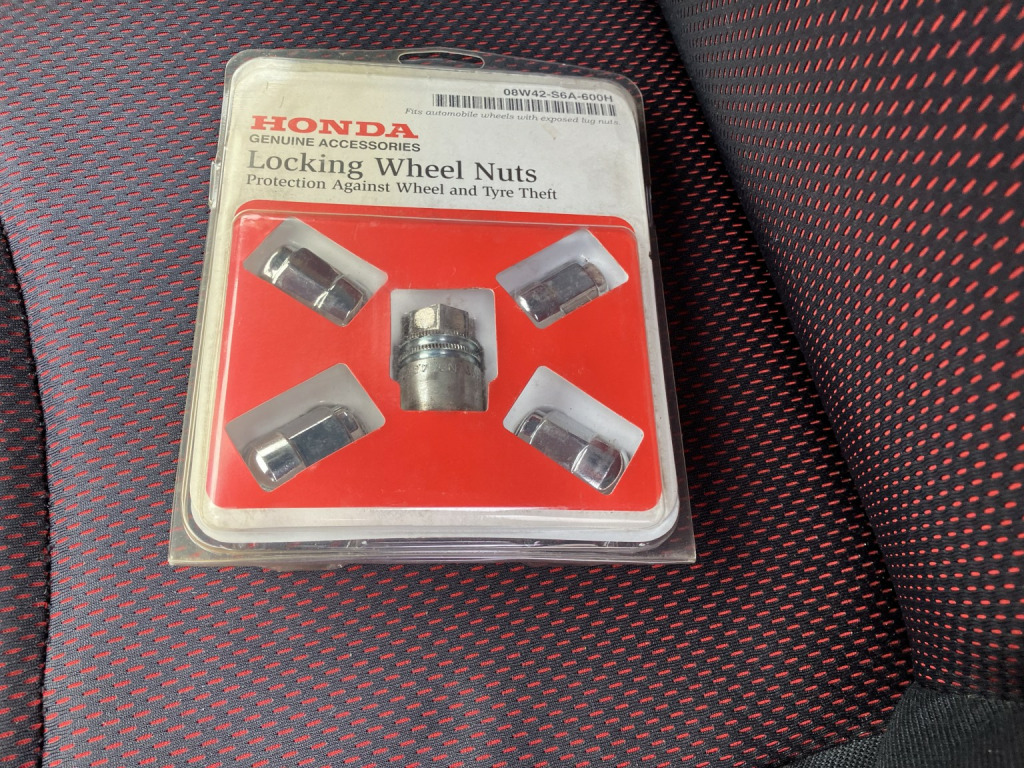 08W42-S6A-600H
Fits automobile wheels with exposed lug nuts.
HONDA
GENUINE ACCESSORIES
Locking Wheel Nuts
Protection Against Wheel and Tyre Theft